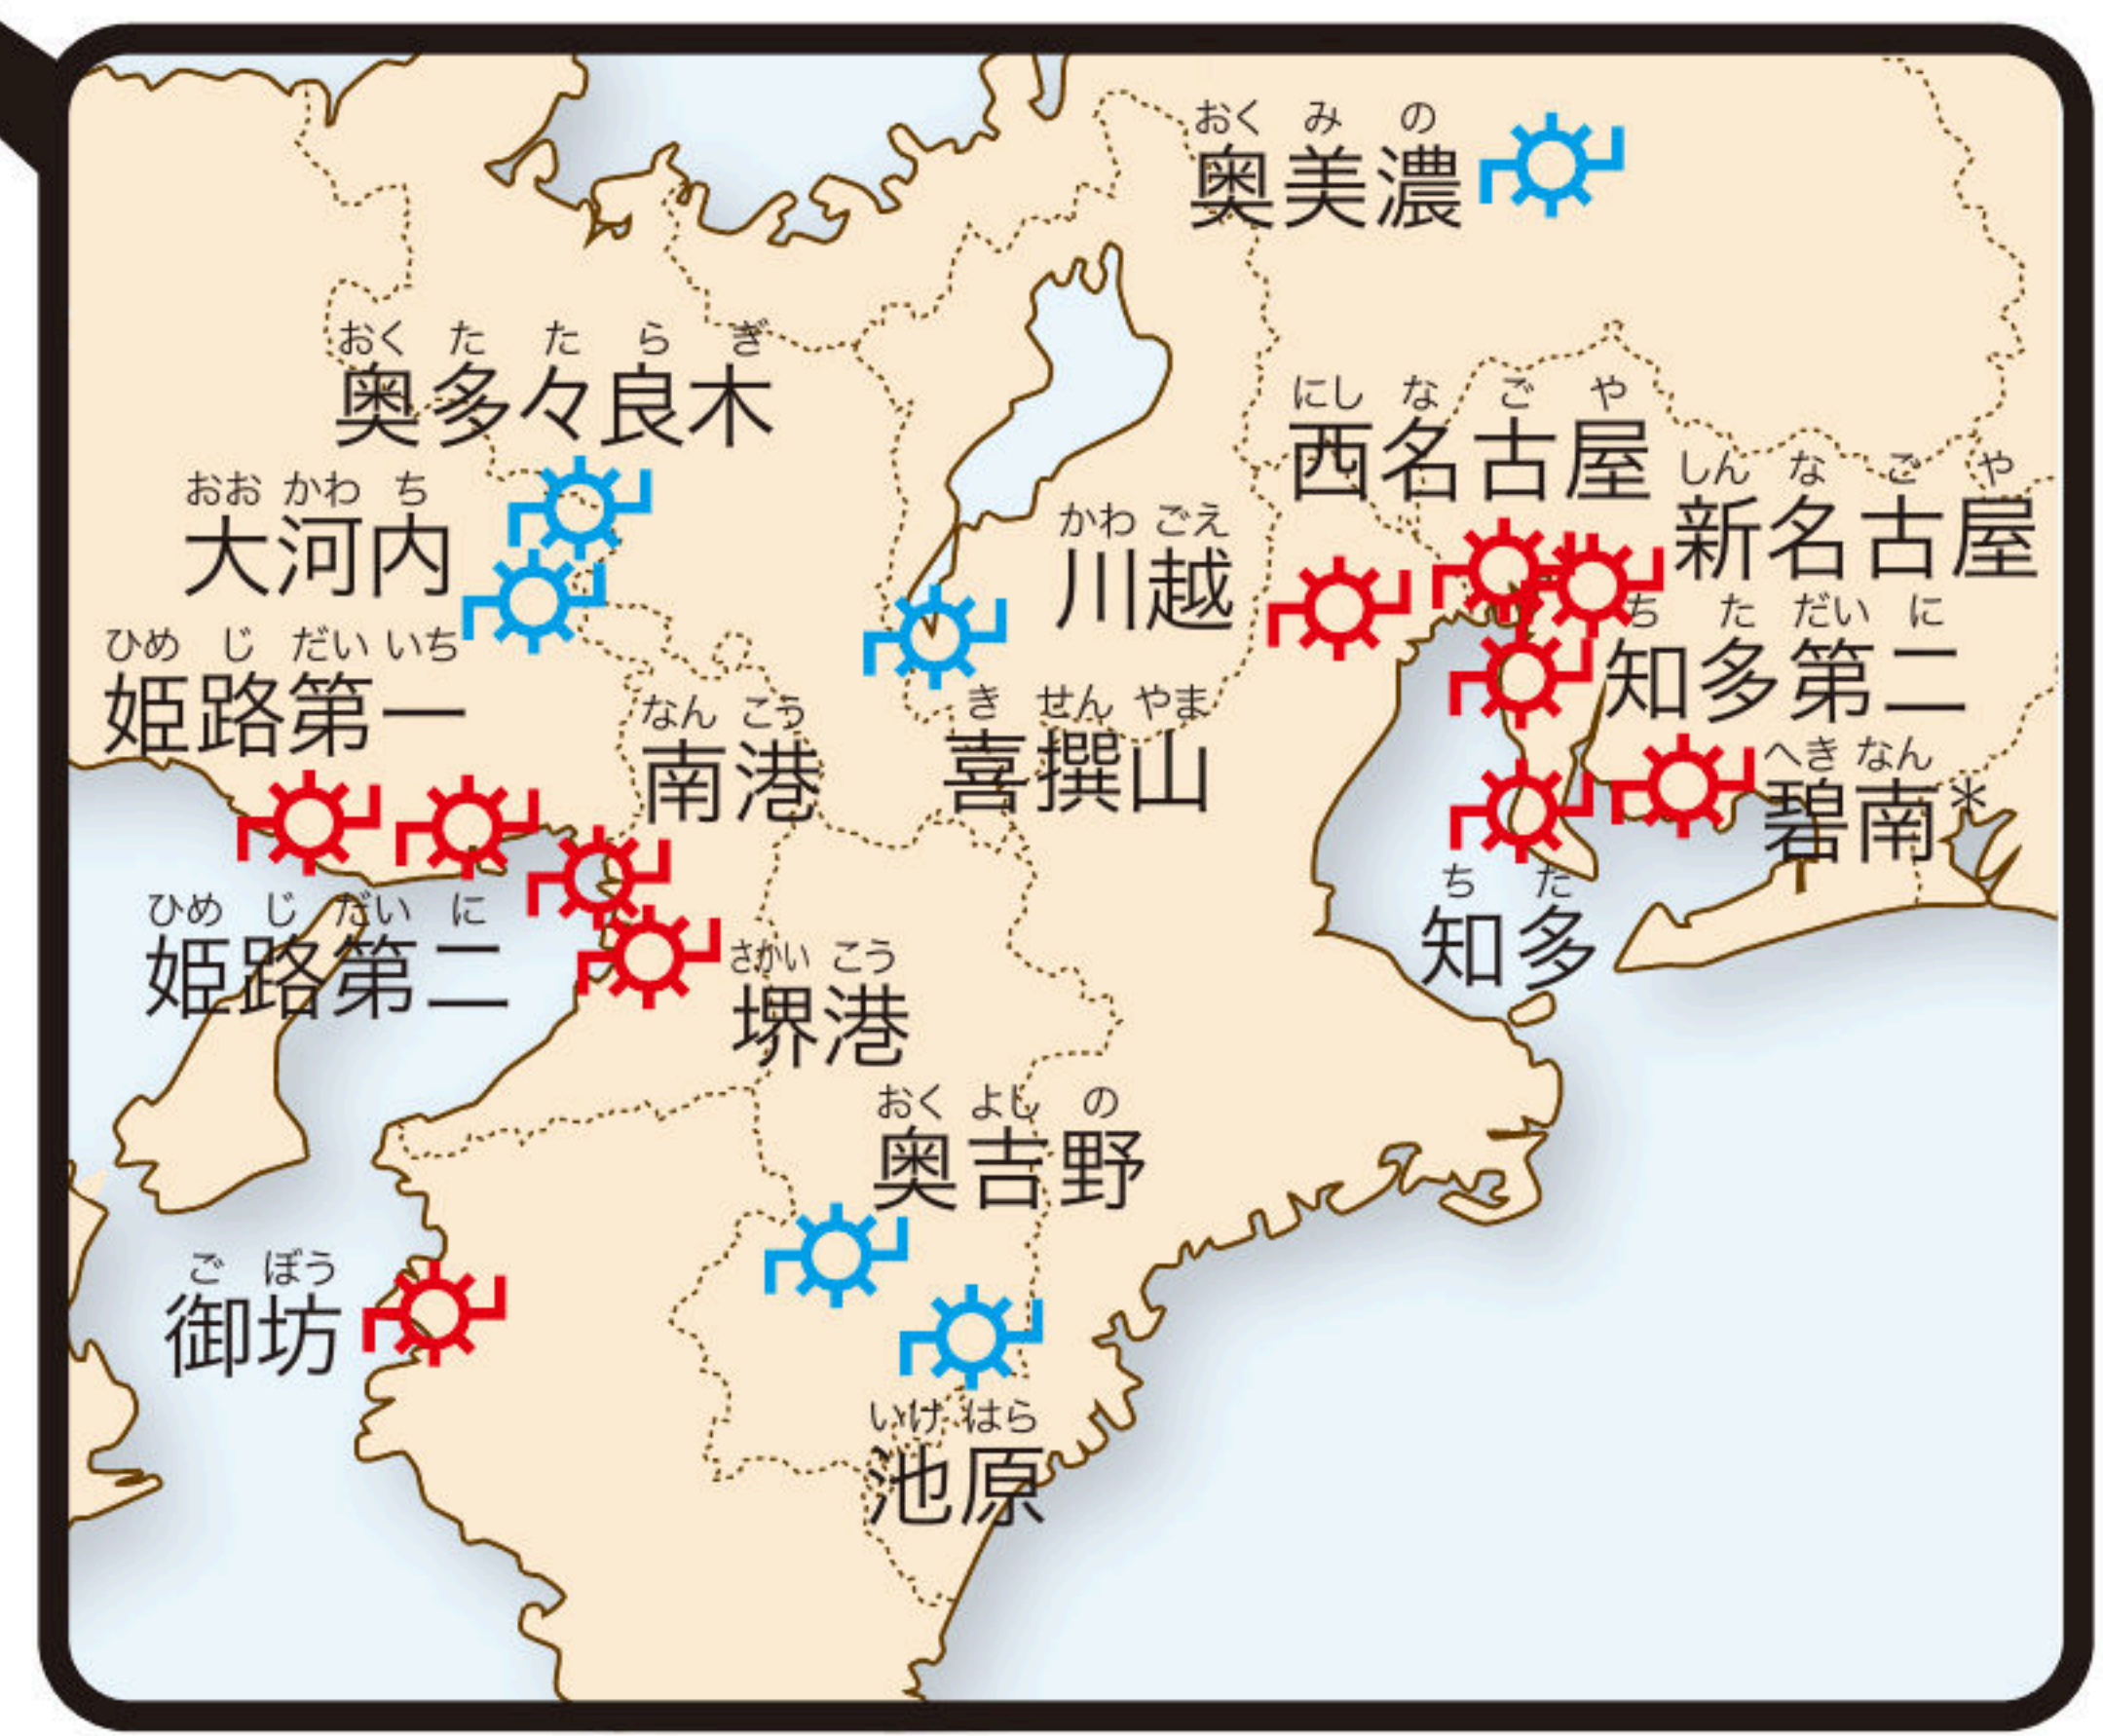 おく み の
奥美濃
おく た た ら ぎ
奥多々良木
にし な ご や
西名古屋
しん な ご や
新名古屋
おお かわ ち
大河内
かわ ごえ
川越
ち た だい に
知多第二
ひめ じ だい いち
姫路第一
なん こう
南港
き せん やま
喜撰山
へき なん
碧南*
ち た
知多
ひめ じ だい に
姫路第二
さかい こう
堺港
おく よし の
奥吉野
ご ぼう
御坊
いけ はら
池原